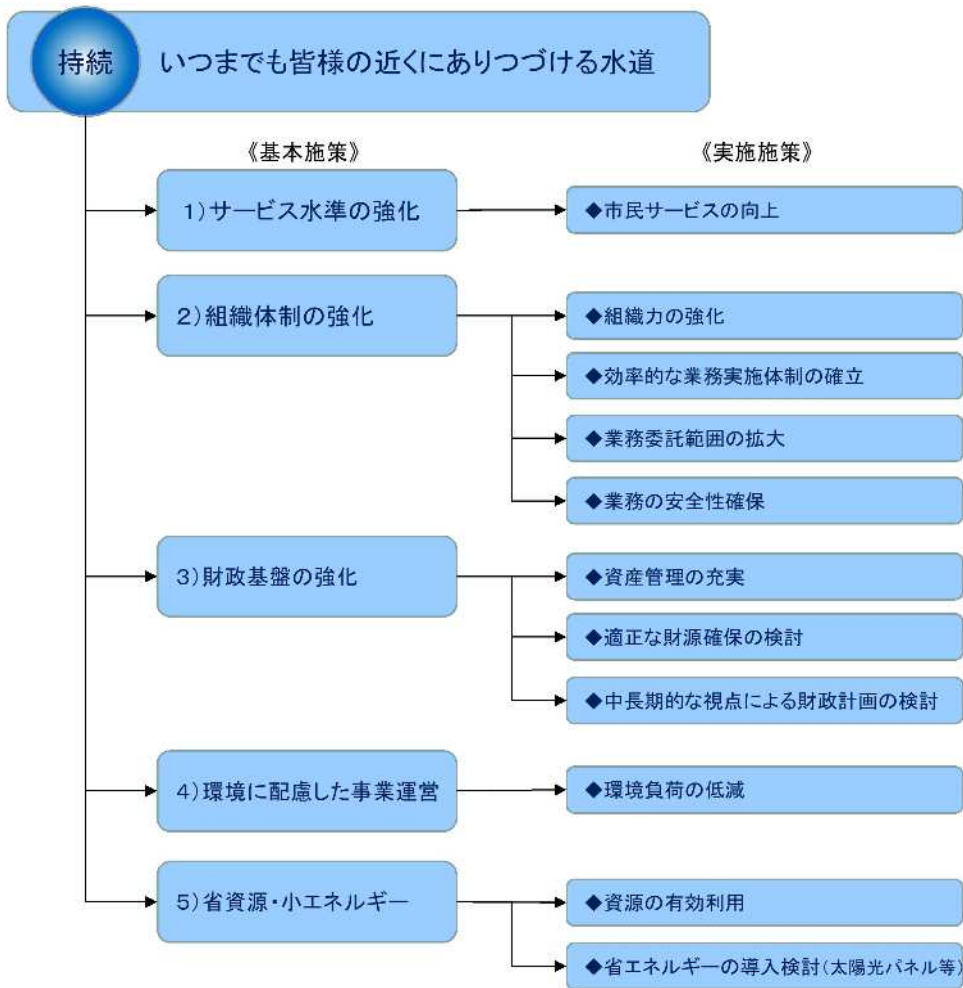 持続 いつまでも皆様の近くにありつづける水道
《基本施策》 《実施施策》
1)サービス水準の強化
◆市民サービスの向上
2)組織体制の強化
◆組織力の強化
◆効率的な業務実施体制の確立
◆業務委託範囲の拡大
◆業務の安全性確保
3)財政基盤の強化
◆資産管理の充実
◆適正な財源確保の検討
◆中長期的な視点による財政計画の検討
4)環境に配慮した事業運営
◆環境負荷の低減
5)省資源・小エネルギー
◆資源の有効利用
◆省エネルギーの導入検討(太陽光パネル等)